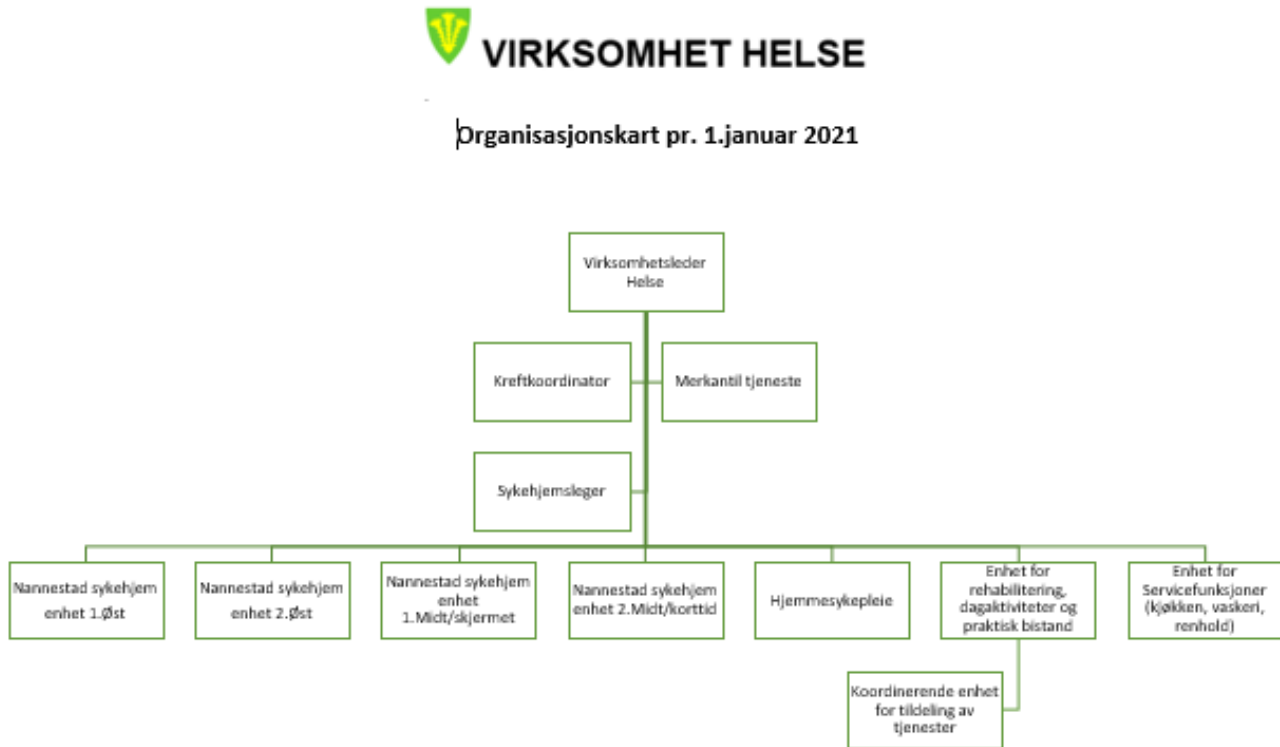 VIRKSOMHET HELSE
Organisasjonskart pr. 1.januar 2021
Virksomhetsleder
Helse
Kreftkoordinator
Merkantil tjeneste
Sykehjemsleger
Nannestad sykehjem
enhet 1.Øst
Nannestad sykehjem
enhet 2.Øst
Nannestad sykehjem
enhet
1.Midt/skjermet
Nannestad sykehjem
enhet 2.Midt/korttid
Hjemmesykepleie
Enhet for
rehabilitering,
dagaktiviteter og
praktisk bistand
Enhet for
Servicefunksjoner
(kjøkken, vaskeri,
renhold)
Koordinerende enhet
for tildeling av
tjenester